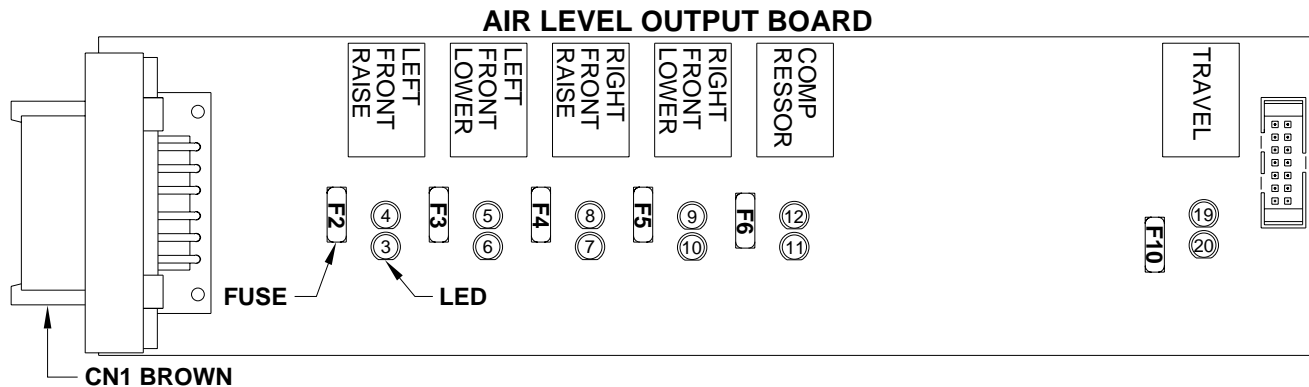 AIR LEVEL OUTPUT BOARD
LEFT
FRONT
RAISE
LEFT
FRONT
LOWER
RIGHT
FRONT
RAISE
RIGHT
FRONT
LOWER
COMP
RESSOR
TRAVEL
F2
4
3
F3
5
6
F4
8
7
F5
9
10
F6
12
11
F10
19
20
FUSE
LED
CN1 BROWN